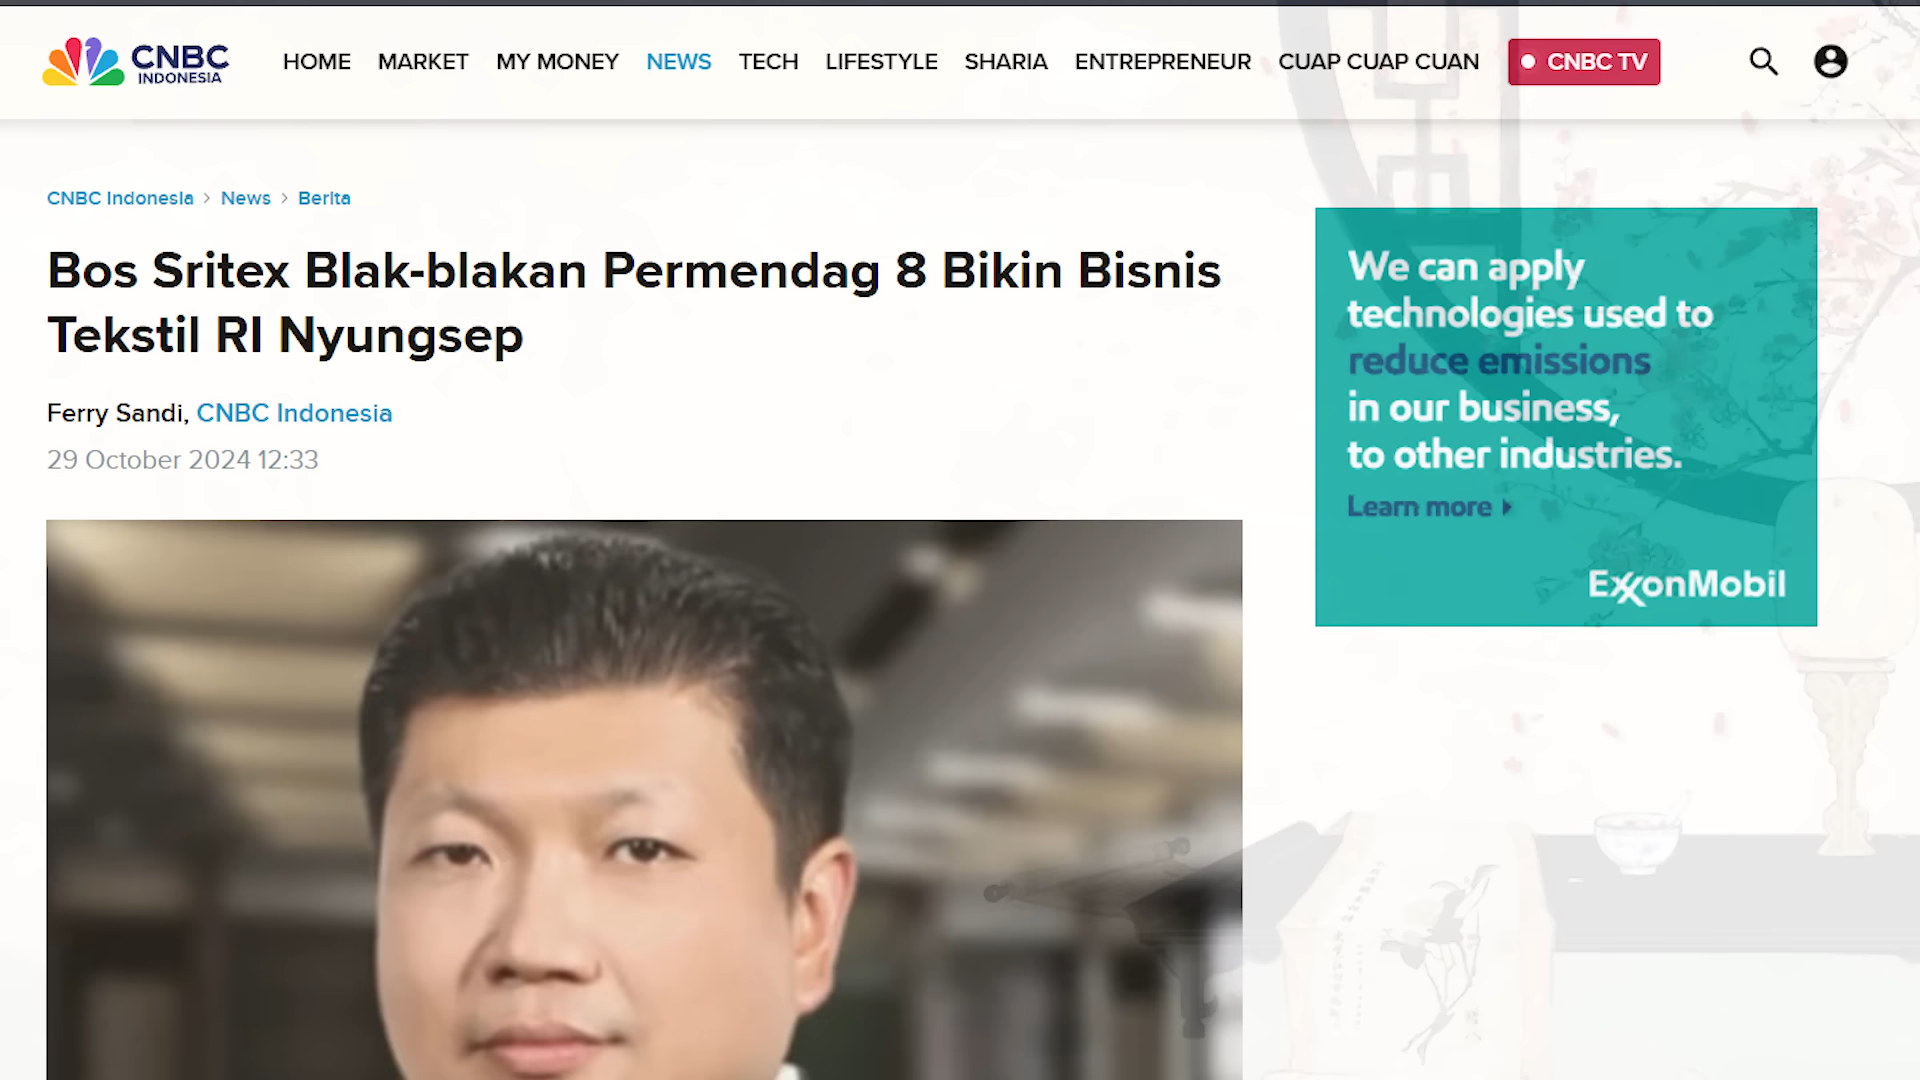 CNBC
INDONESIA
HOME MARKET MY MONEY NEWS TECH LIFESTYLE SHARIA ENTREPRENEUR CUAP CUAP CUAN CNBC TV
CNBC Indonesia > News > Berita
Bos Sritex Blak-blakan Permendag 8 Bikin Bisnis
Tekstil RI Nyungsep
Ferry Sandi, CNBC Indonesia
29 October 2024 12:33
We can apply
technologies used to
reduce emissions
in our business,
to other industries.
Learn more
ExxonMobil